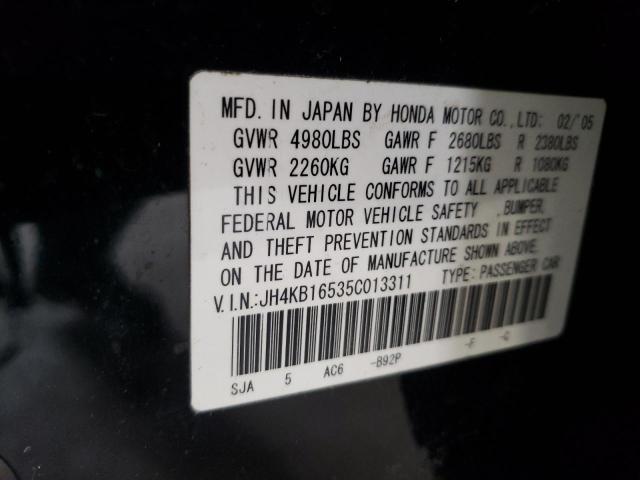 MFD. IN JAPAN BY HONDA MOTOR CO., LTD: 02/'05
GVWR 4980LBS GAWR F 2680LBS R 2380LBS
GVWR 2260KG GAWR F 1215KG R 1080KG
THIS VEHICLE CONFORMS TO ALL APPLICABLE
FEDERAL MOTOR VEHICLE SAFETY , BUMPER,
AND THEFT PREVENTION STANDARDS IN EFFECT
ON THE DATE OF MANUFACTURE SHOWN ABOVE.
V.I.N.:JH4KB16535C013311 TYPE: PASSENGER CAR
SJA 5 AC6 -B92P -F -C